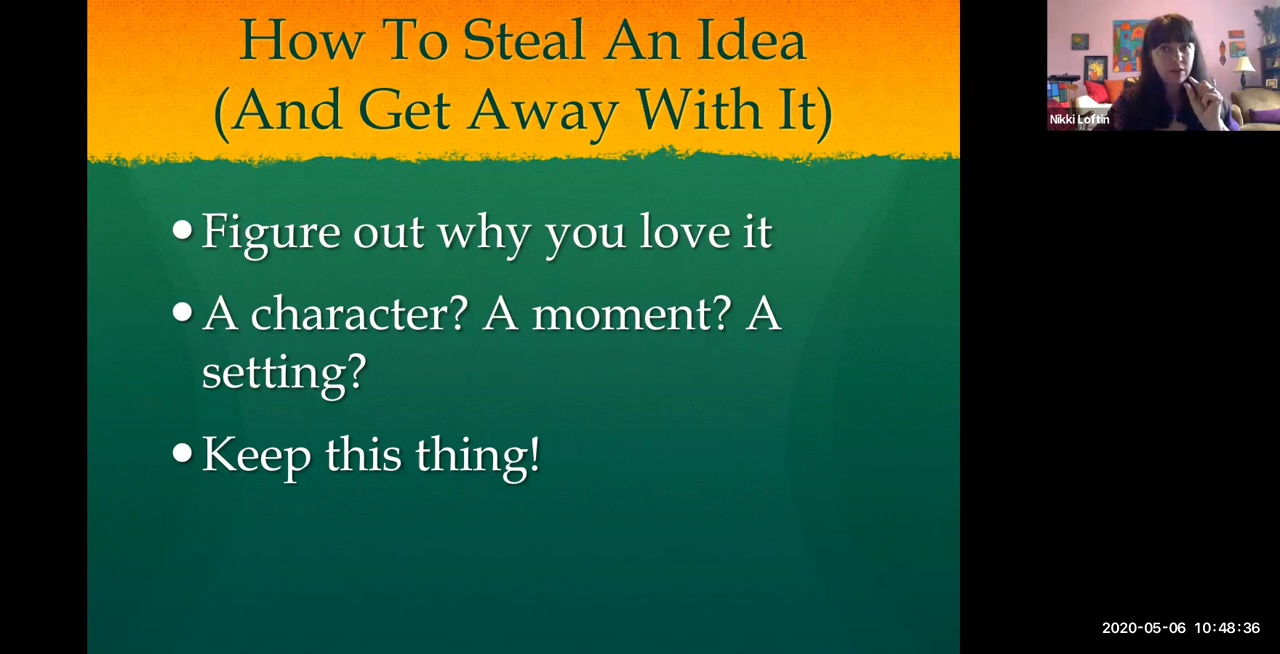 How To Steal An Idea
(And Get Away With It)
Nikki Loftin
•Figure out why you love it
•A character? A moment? A
setting?
•Keep this thing!
2020-05-06 10:48:36